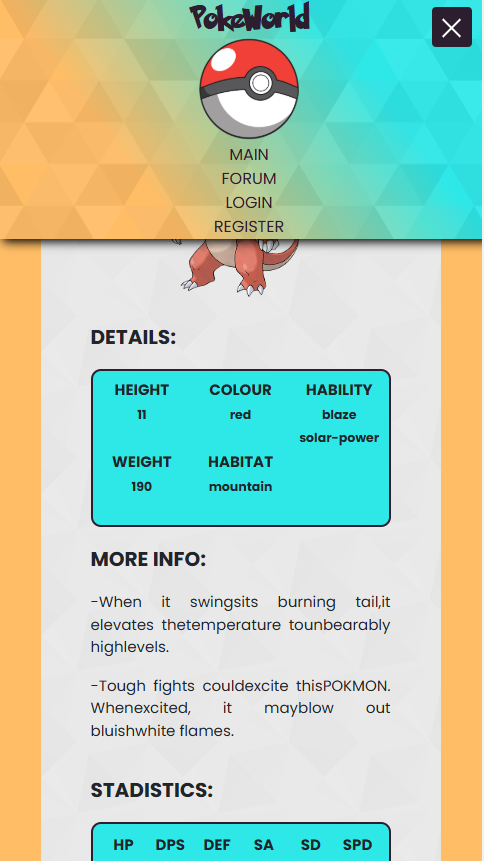 PokeWorld
MAIN
FORUM
LOGIN
REGISTER
DETAILS:
HEIGHT COLOUR HABILITY
11 red blaze
solar-power
WEIGHT HABITAT
190 mountain
MORE INFO:
-When it swingsits burning tail,it
elevates thetemperature tounbearably
highlevels.
-Tough fights couldexcite thisPOKMON.
Whenexcited, it mayblow out
bluishwhite flames.
STADISTICS:
HP DPS DEF SA SD SPD